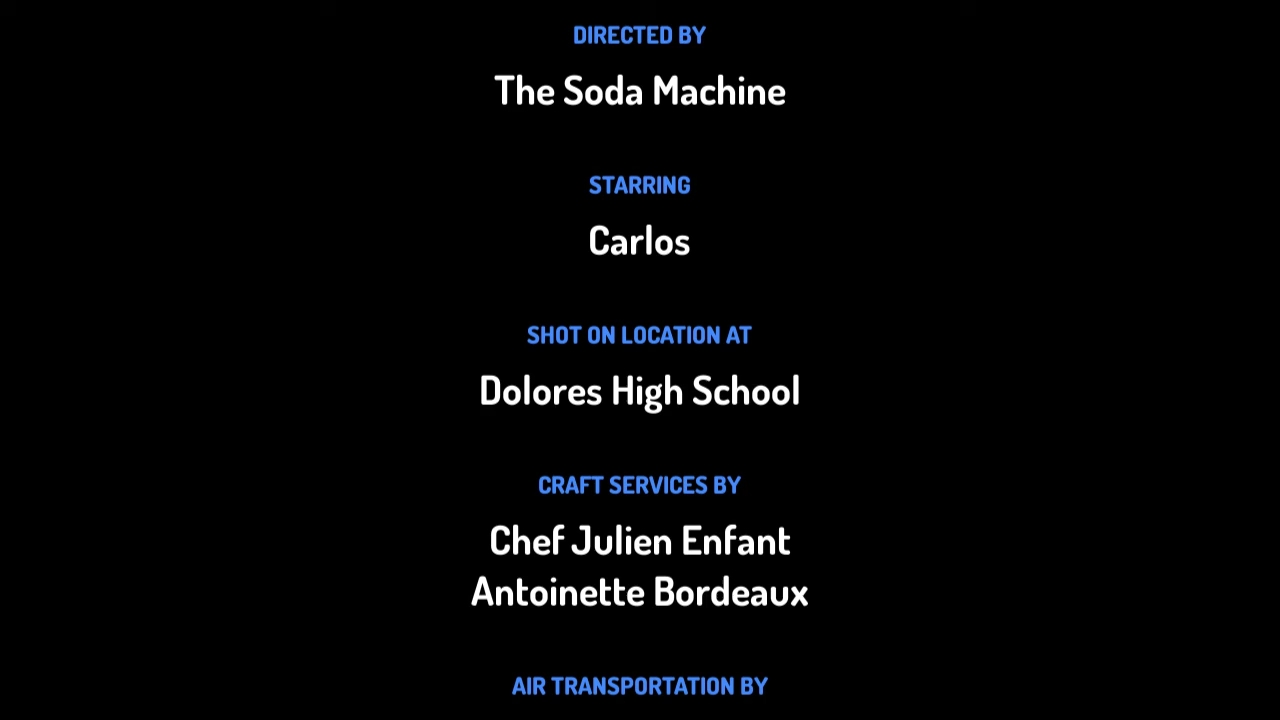 DIRECTED BY
The Soda Machine
STARRING
Carlos
SHOT ON LOCATION AT
Dolores High School
CRAFT SERVICES BY
Chef Julien Enfant
Antoinette Bordeaux
AIR TRANSPORTATION BY